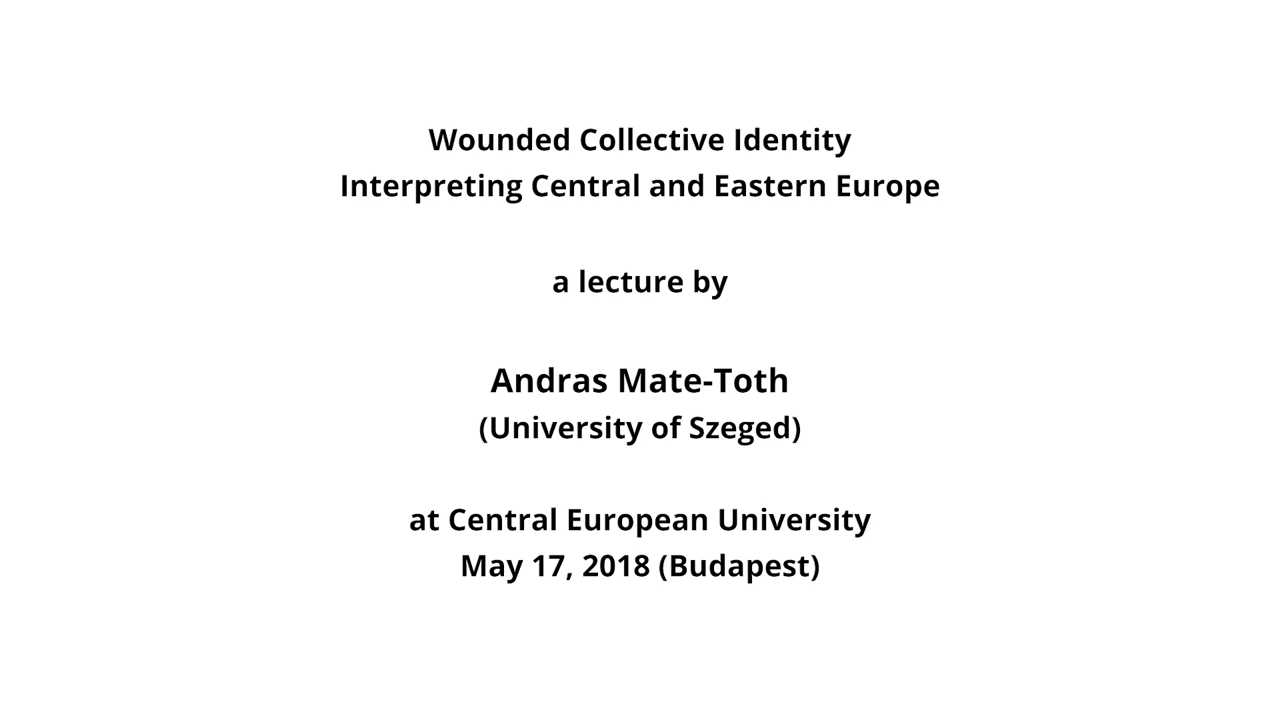 Wounded Collective Identity
Interpreting Central and Eastern Europe
a lecture by
Andras Mate-Toth
(University of Szeged)
at Central European University
May 17, 2018 (Budapest)